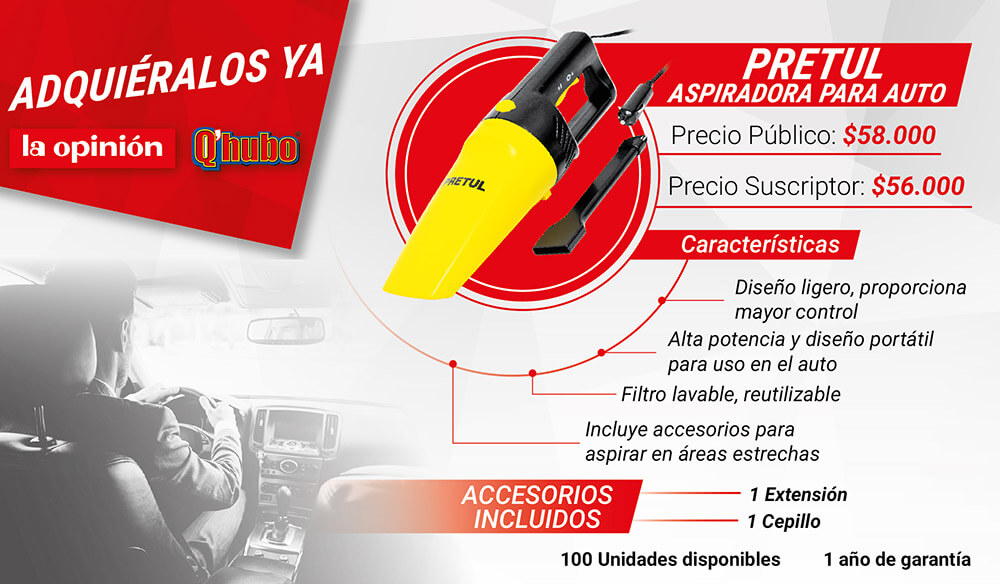 ADQUIÉRALOS YA
la opinión
Q'hubo
PRETUL
PRETUL
ASPIRADORA PARA AUTO
Precio Público: $58.000
Precio Suscriptor: $56.000
Características
Diseño ligero, proporciona
mayor control
Alta potencia y diseño portátil
para uso en el auto
Filtro lavable, reutilizable
Incluye accesorios para
aspirar en áreas estrechas
ACCESORIOS
INCLUIDOS
1 Extensión
1 Cepillo
100 Unidades disponibles
1 año de garantía